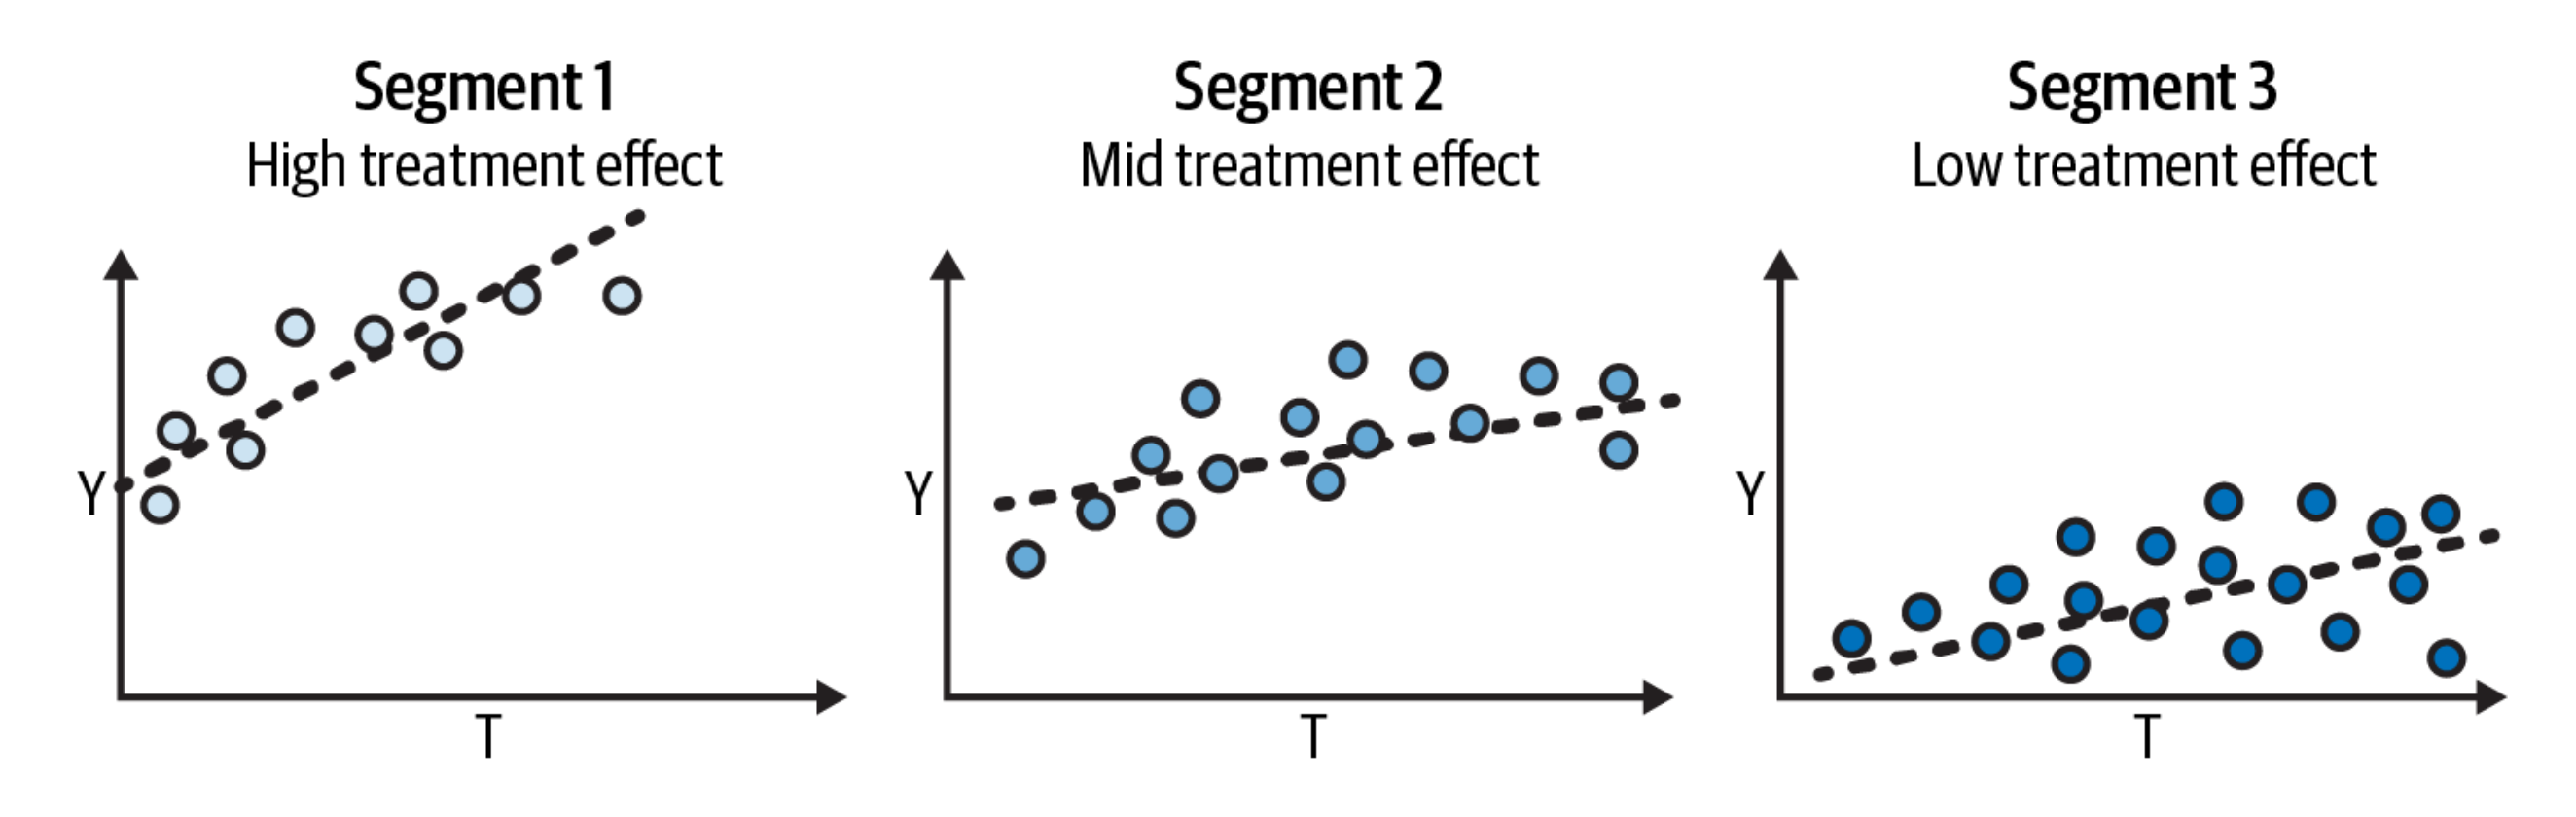 Segment 1
High treatment effect
Y
T
Segment 2
Mid treatment effect
Y
T
Segment 3
Low treatment effect
Y
T